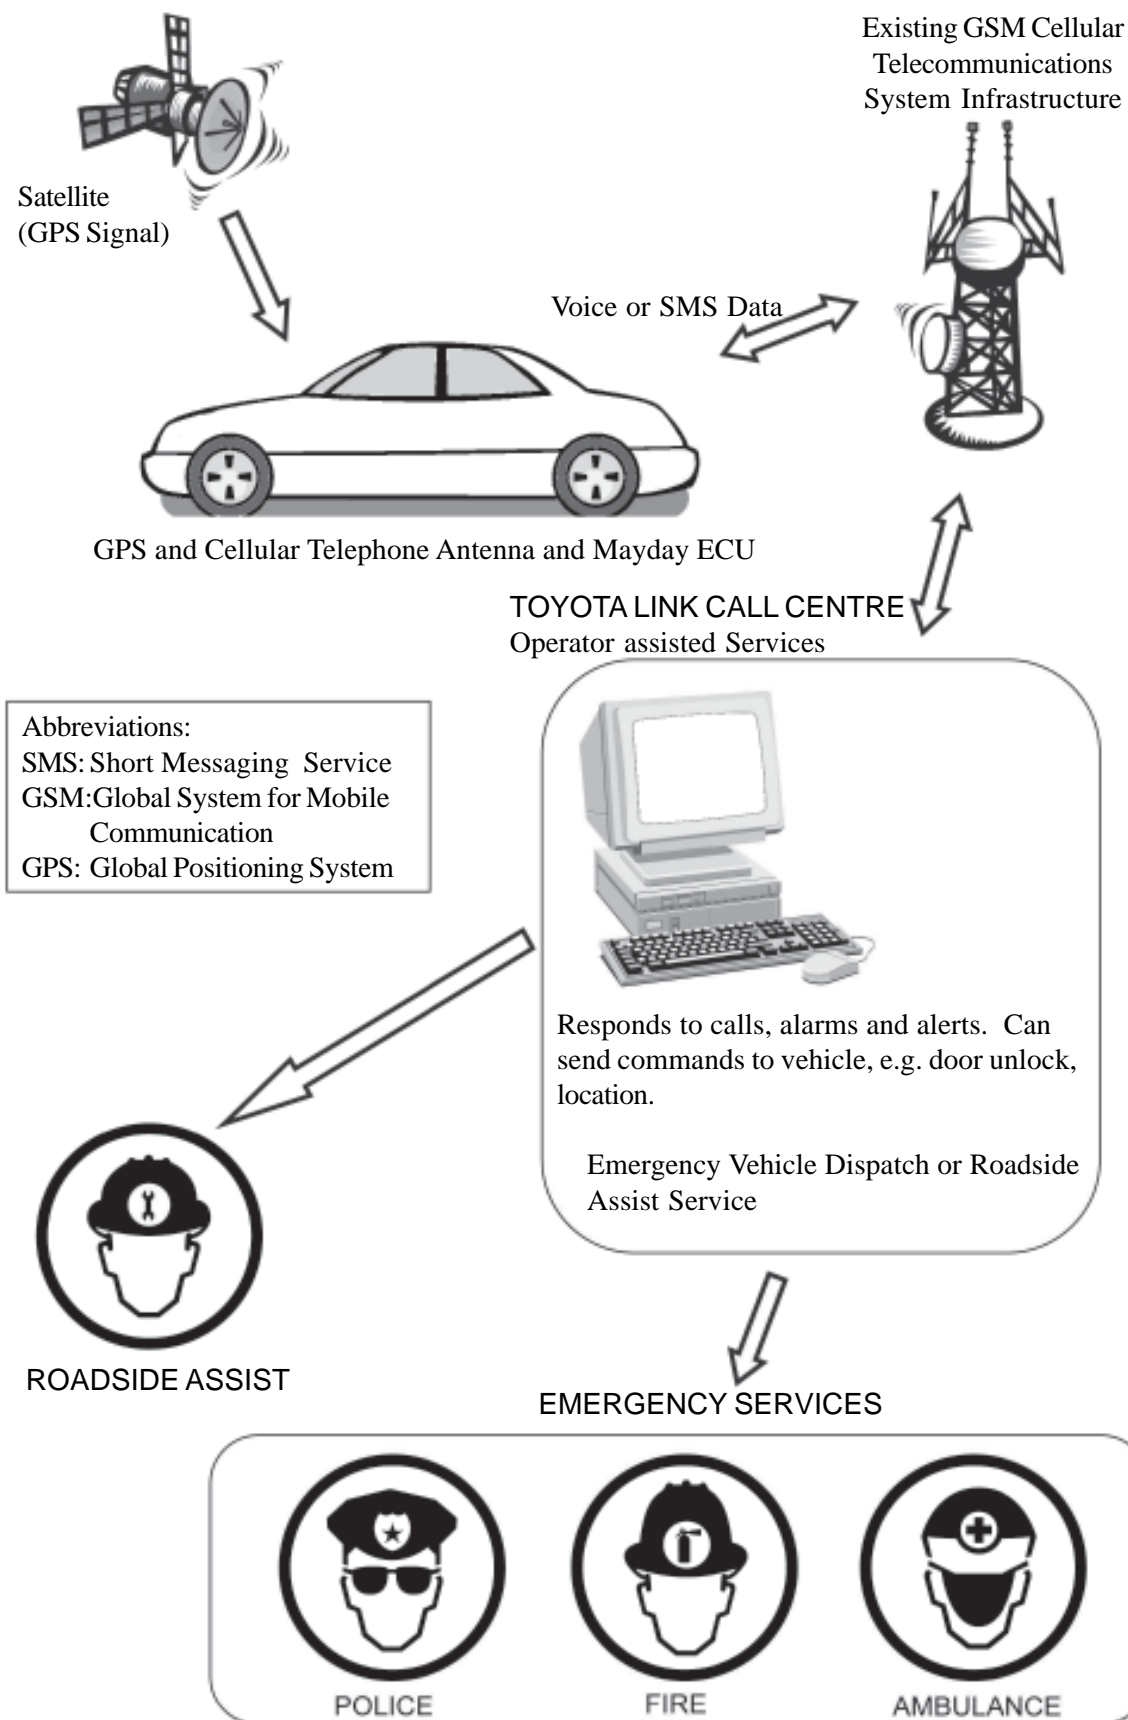 Existing GSM Cellular
Telecommunications
System Infrastructure
Satellite
(GPS Signal)
Voice or SMS Data
GPS and Cellular Telephone Antenna and Mayday ECU
TOYOTA LINK CALL CENTRE
Operator assisted Services
Abbreviations:
SMS: Short Messaging Service
GSM:Global System for Mobile
Communication
GPS: Global Positioning System
Responds to calls, alarms and alerts. Can
send commands to vehicle, e.g. door unlock,
location.
Emergency Vehicle Dispatch or Roadside
Assist Service
ROADSIDE ASSIST
EMERGENCY SERVICES
POLICE
FIRE
AMBULANCE